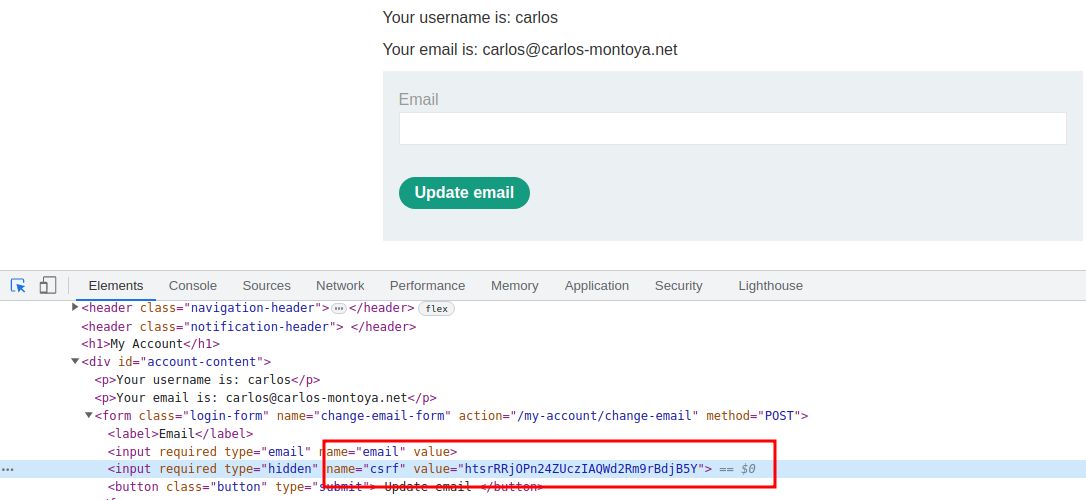 Your username is: carlos
Your email is: carlos@carlos-montoya.net
Email
Update email
Elements Console Sources Network Performance Memory Application Security Lighthouse
<header class="navigation-header">⋯</header> flex
<header class="notification-header"> </header>
<h1>My Account</h1>
<div id="account-content">
<p>Your username is: carlos</p>
<p>Your email is: carlos@carlos-montoya.net</p>
<form class="login-form" name="change-email-form" action="/my-account/change-email" method="POST">
<label>Email</label>
<input required type="email" name="email" value>
⋯ <input required type="hidden" name="csrf" value="htsrRRjOPn24ZUczIAQWd2Rm9rBdjB5Y"> == $0
<button class="button" type="submit"> Update email </button>